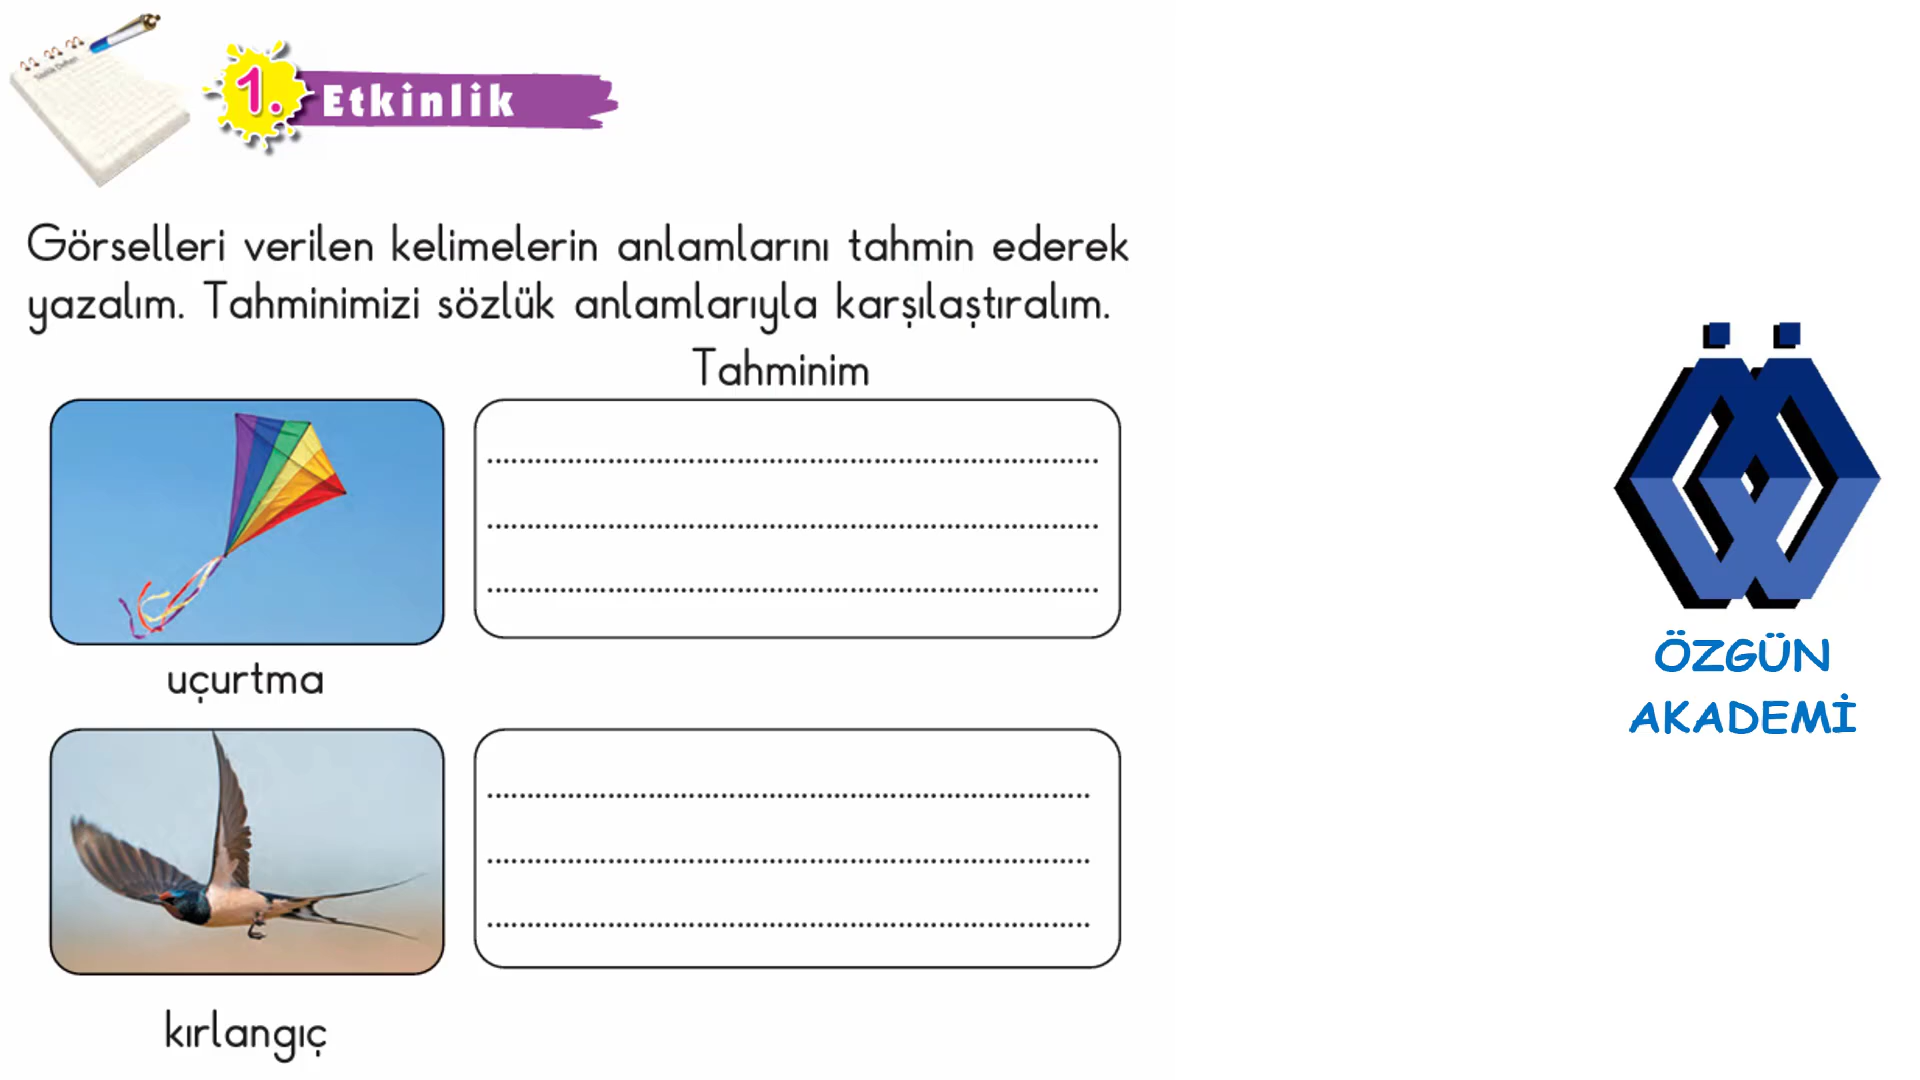 1. Etkinlik
Görselleri verilen kelimelerin anlamlarını tahmin ederek
yazalım. Tahminimizi sözlük anlamlarıyla karşılaştıralım.
Tahminim
uçurtma
kırlangıç
ÖZGÜN
AKADEMİ